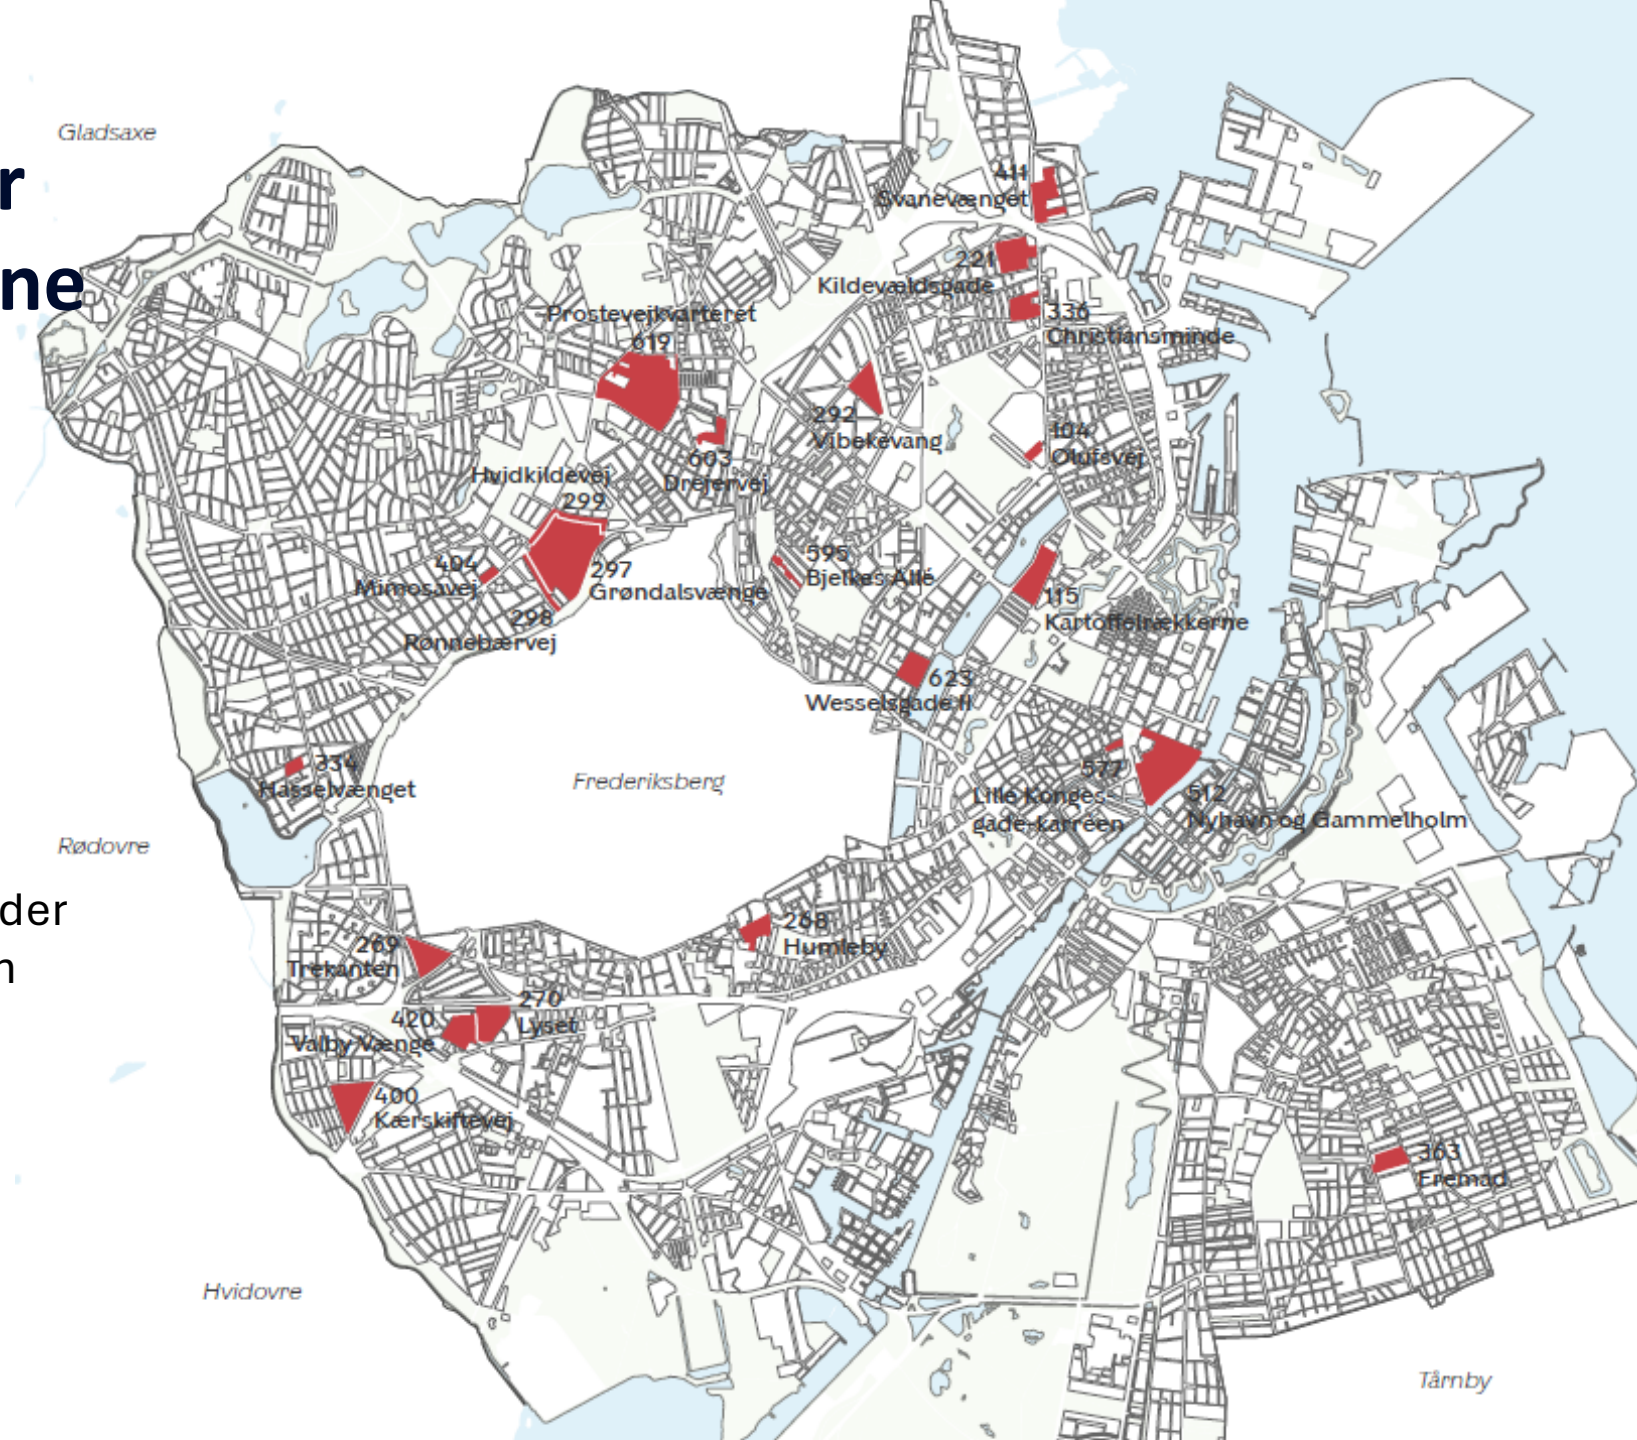 r
ne
der
n
Gladsaxe
411
Svanevænget
221
Kildevældsgade
336
Christiansminde
Prostevejkvarteret
619
292
Vibekevang
104
Olufsvej
603
Drejervej
Hvidkildevej
299
404
Mimosavej
297
Grøndalsvænge
298
Rønnebærvej
595
Bjelkes Allé
115
Kartoffelrækkerne
623
Wesselsgade II
334
Hasselvænget
Frederiksberg
577
Lille Konges-
gade-karréen
512
Nyhavn og Gammelholm
Rødovre
268
Humleby
269
Trekanten
270
Lyset
420
Valby Vænge
400
Kærskiftevej
363
Fremad
Hvidovre
Tårnby